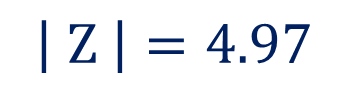 | Z | = 4.97